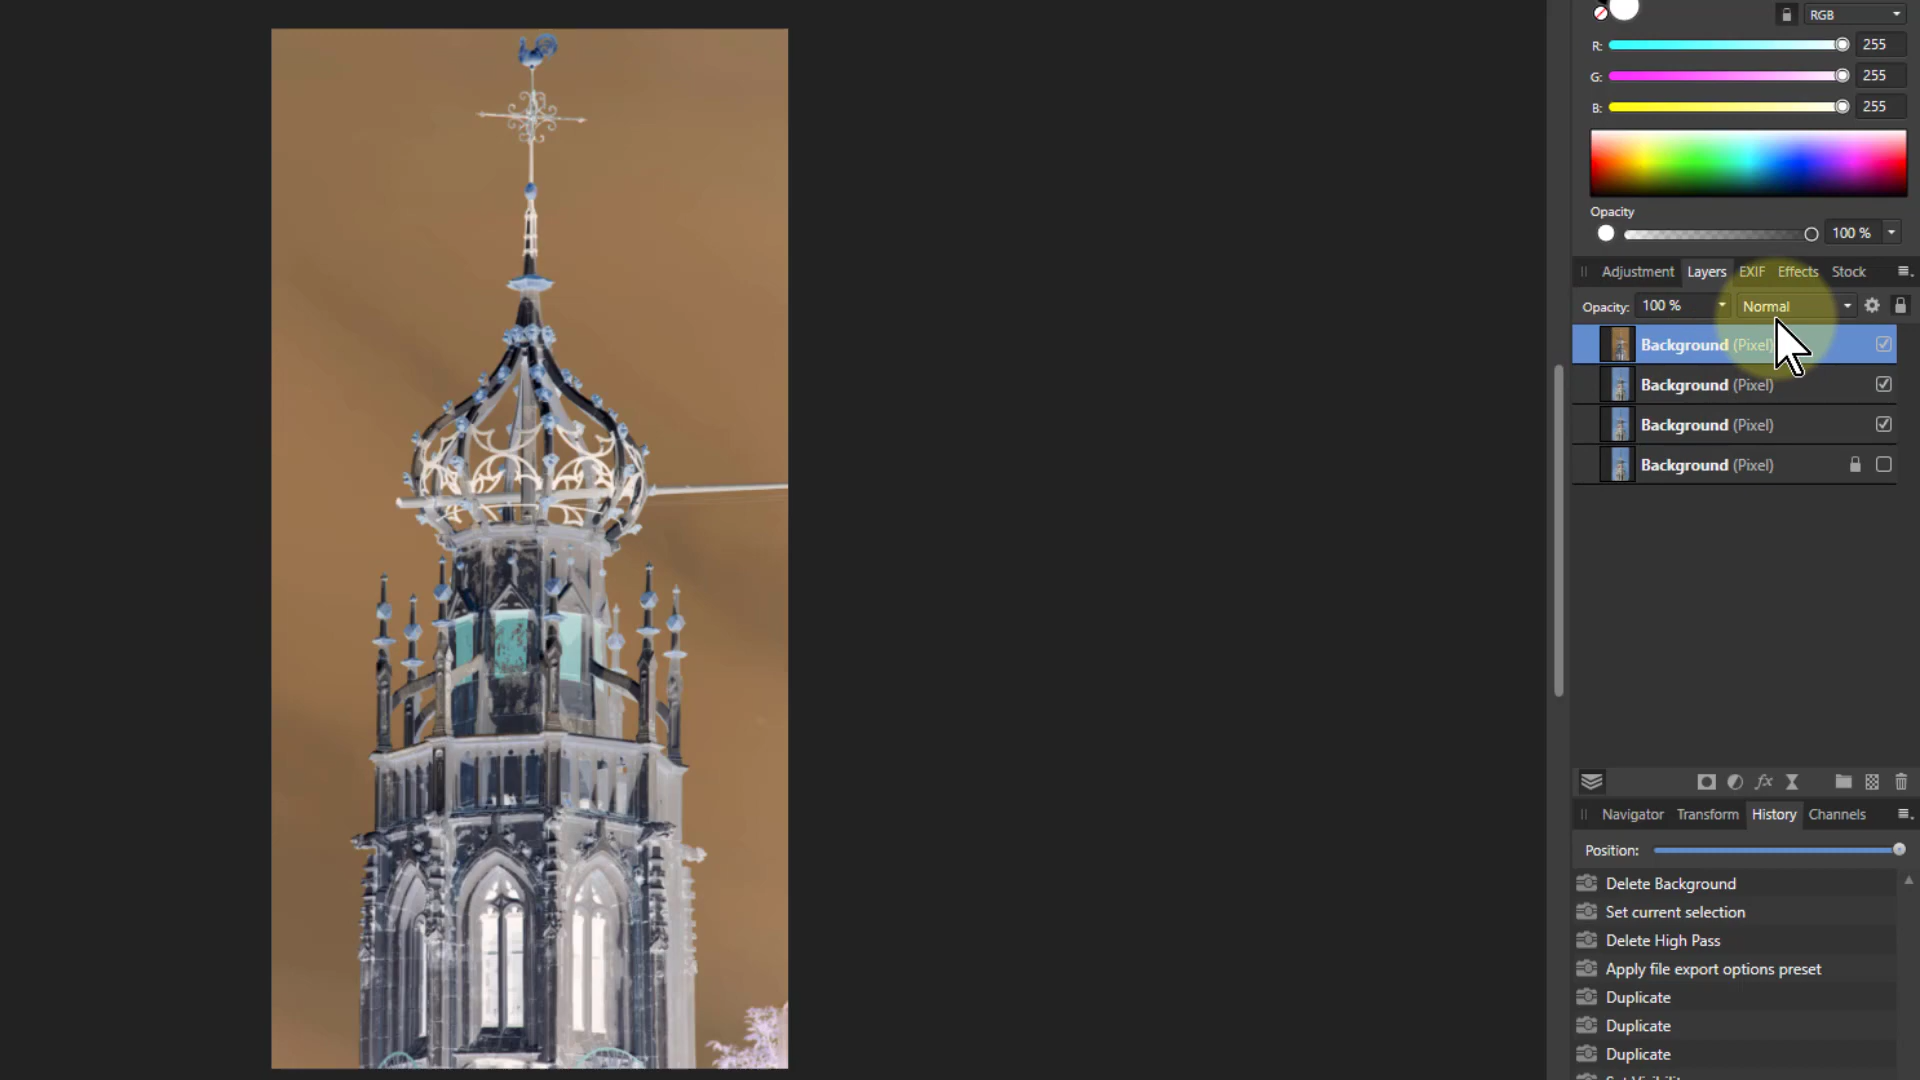 RGB
R: 255
G: 255
B: 255
Opacity
100 %
Adjustment Layers EXIF Effects Stock
Opacity: 100 % Normal
Background (Pixel)
Background (Pixel)
Background (Pixel)
Background (Pixel)
fx
Navigator Transform History Channels
Position:
Delete Background
Set current selection
Delete High Pass
Apply file export options preset
Duplicate
Duplicate
Duplicate